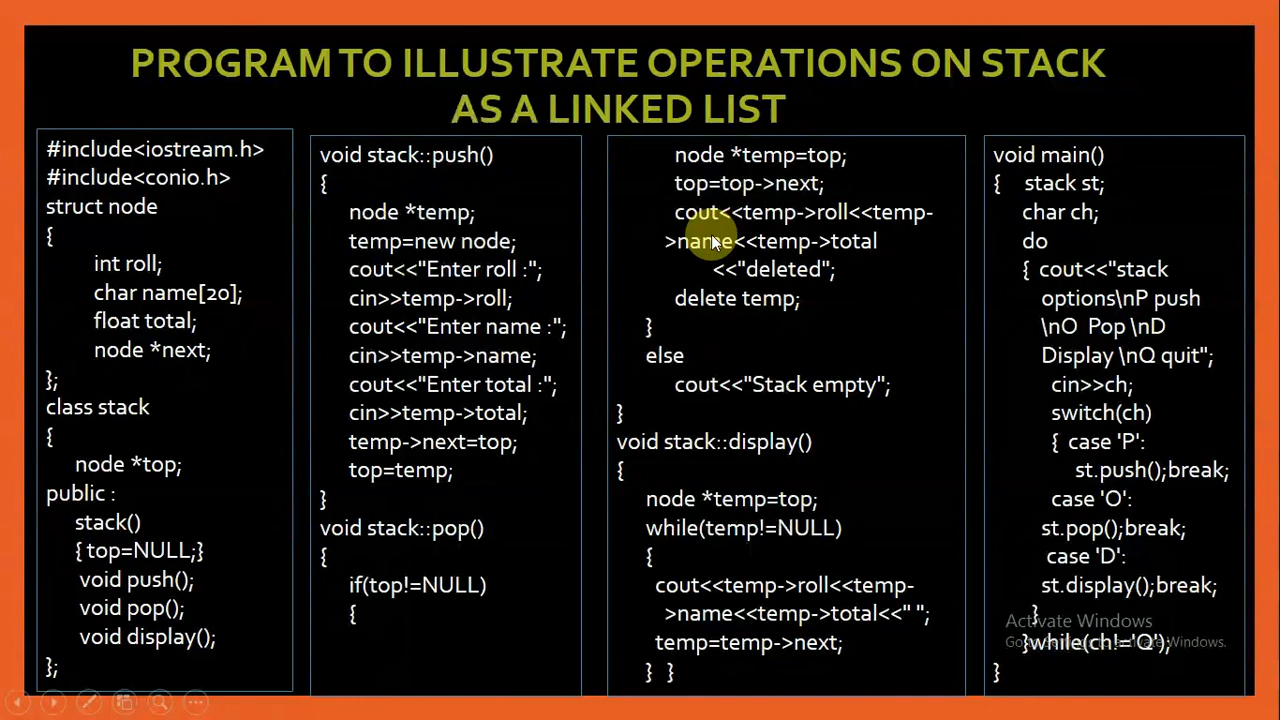 PROGRAM TO ILLUSTRATE OPERATIONS ON STACK
AS A LINKED LIST
#include<iostream.h>
#include<conio.h>
struct node
{
int roll;
char name[20];
float total;
node *next;
};
class stack
{
node *top;
public :
stack()
{ top=NULL;}
void push();
void pop();
void display();
};
void stack::push()
{
node *temp;
temp=new node;
cout<<"Enter roll :";
cin>>temp->roll;
cout<<"Enter name :";
cin>>temp->name;
cout<<"Enter total :";
cin>>temp->total;
temp->next=top;
top=temp;
}
void stack::pop()
{
if(top!=NULL)
{
node *temp=top;
top=top->next;
cout<<temp->roll<<temp-
>name<<temp->total
<<"deleted";
delete temp;
}
else
cout<<"Stack empty";
}
void stack::display()
{
node *temp=top;
while(temp!=NULL)
{
cout<<temp->roll<<temp-
>name<<temp->total<<" ";
temp=temp->next;
} }
void main()
{ stack st;
char ch;
do
{ cout<<"stack
options\nP push
\nO Pop \nD
Display \nQ quit";
cin>>ch;
switch(ch)
{ case 'P':
st.push();break;
case 'O':
st.pop();break;
case 'D':
st.display();break;
}
}while(ch!='Q');
}
Activate Windows
Go to Settings to activate Windows.